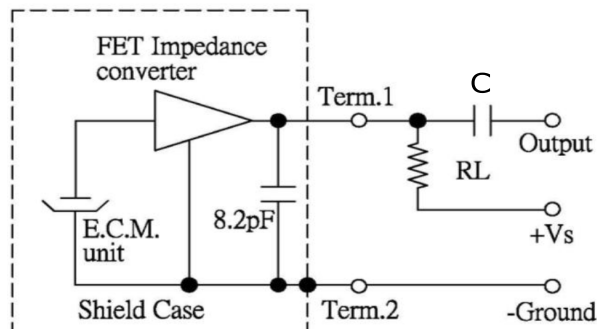 FET Impedance
converter
Term.1
C
Output
RL
8.2pF
E.C.M.
unit
+Vs
Shield Case
Term.2
-Ground